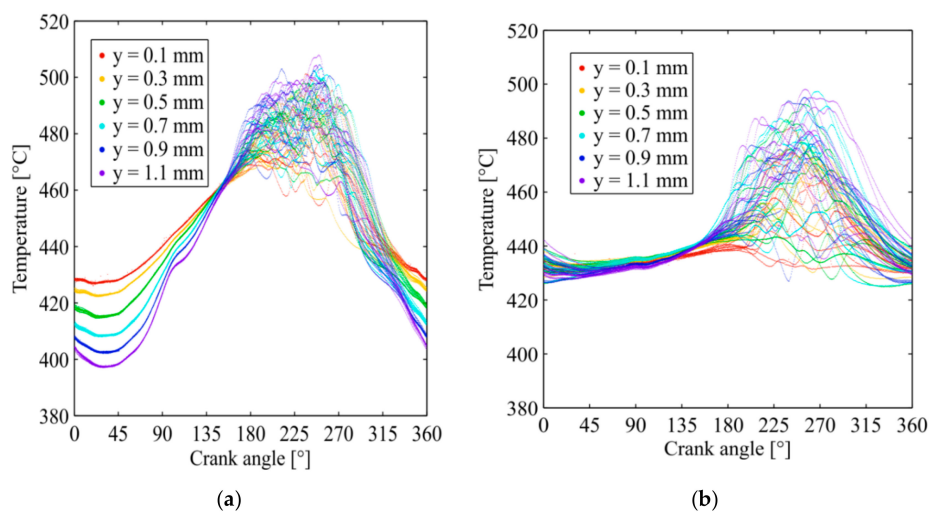 520
500
480
460
440
420
400
380
Temperature [°C]
y = 0.1 mm
y = 0.3 mm
y = 0.5 mm
y = 0.7 mm
y = 0.9 mm
y = 1.1 mm
0 45 90 135 180 225 270 315 360
Crank angle [°]
(a)
520
500
480
460
440
420
400
380
Temperature [°C]
y = 0.1 mm
y = 0.3 mm
y = 0.5 mm
y = 0.7 mm
y = 0.9 mm
y = 1.1 mm
0 45 90 135 180 225 270 315 360
Crank angle [°]
(b)